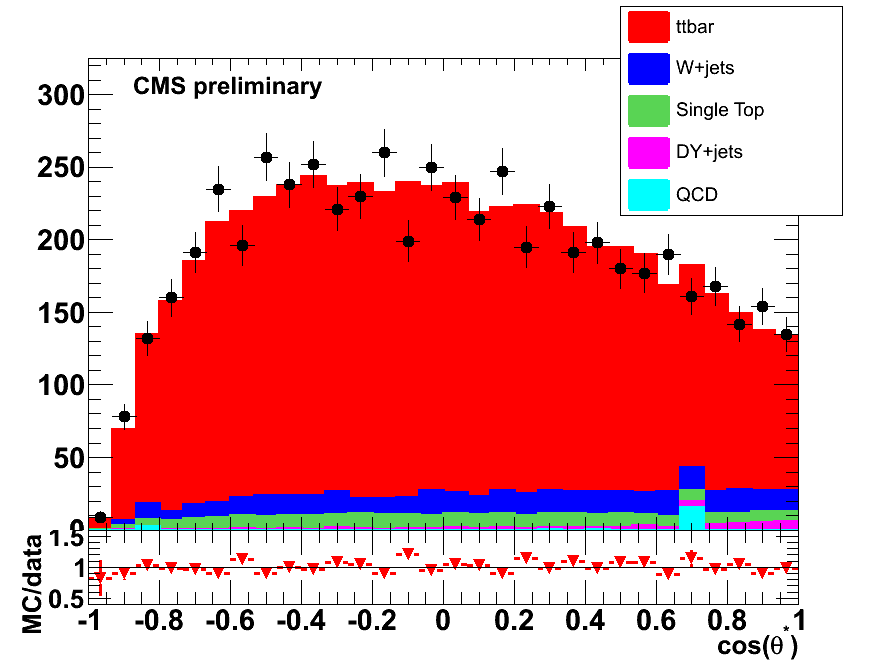 CMS preliminary
ttbar
W+jets
Single Top
DY+jets
QCD
300
250
200
150
100
50
0
MC/data
1.5
1
0.5
-1 -0.8 -0.6 -0.4 -0.2 0 0.2 0.4 0.6 0.8 1
cos(θ*)